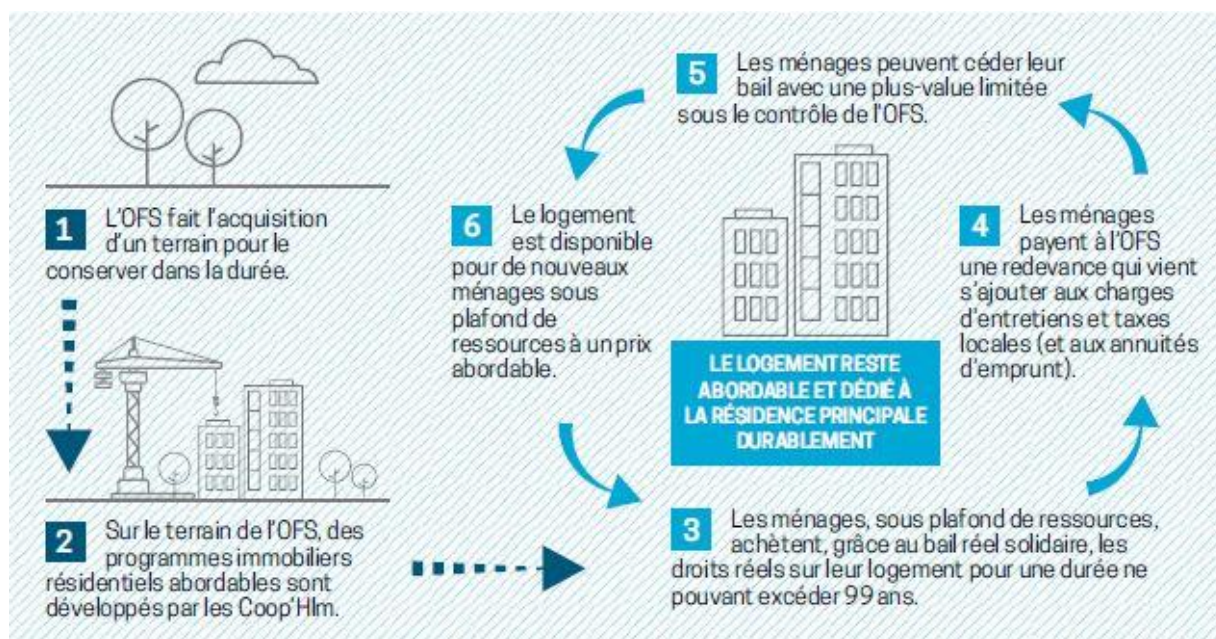 1 L'OFS fait l'acquisition
d'un terrain pour le
conserver dans la durée.
2 Sur le terrain de l'OFS, des
programmes immobiliers
résidentiels abordables sont
développés par les Coop'Hlm.
3 Les ménages, sous plafond de ressources,
achètent, grâce au bail réel solidaire, les
droits réels sur leur logement pour une durée ne
pouvant excéder 99 ans.
4 Les ménages
payent à l'OFS
une redevance qui vient
s'ajouter aux charges
d'entretiens et taxes
locales (et aux annuités
d'emprunt).
5 Les ménages peuvent céder leur
bail avec une plus-value limitée
sous le contrôle de l'OFS.
6 Le logement
est disponible
pour de nouveaux
ménages sous
plafond de
ressources à un prix
abordable.
LE LOGEMENT RESTE
ABORDABLE ET DÉDIÉ À
LA RÉSIDENCE PRINCIPALE
DURABLEMENT